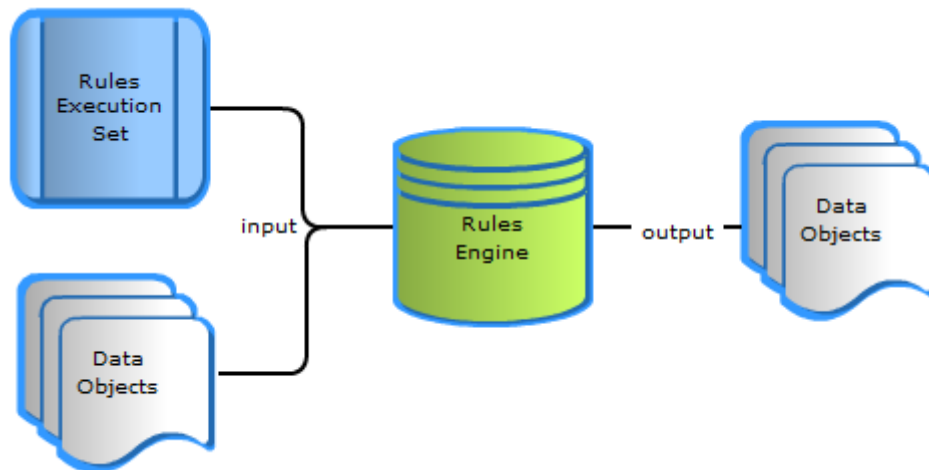 Rules
Execution
Set
input
Rules
Engine
output
Data
Objects
Data
Objects